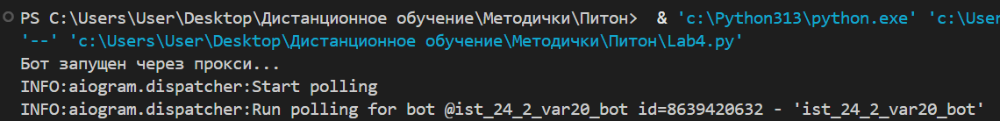 PS C:\Users\User\Desktop\Дистанционное обучение\Методички\Питон>  & 'c:\Python313\python.exe' 'c:\User
'--' 'c:\Users\User\Desktop\Дистанционное обучение\Методички\Питон\Lab4.py'
Бот запущен через прокси...
INFO:aiogram.dispatcher:Start polling
INFO:aiogram.dispatcher:Run polling for bot @ist_24_2_var20_bot id=8639420632 - 'ist_24_2_var20_bot'